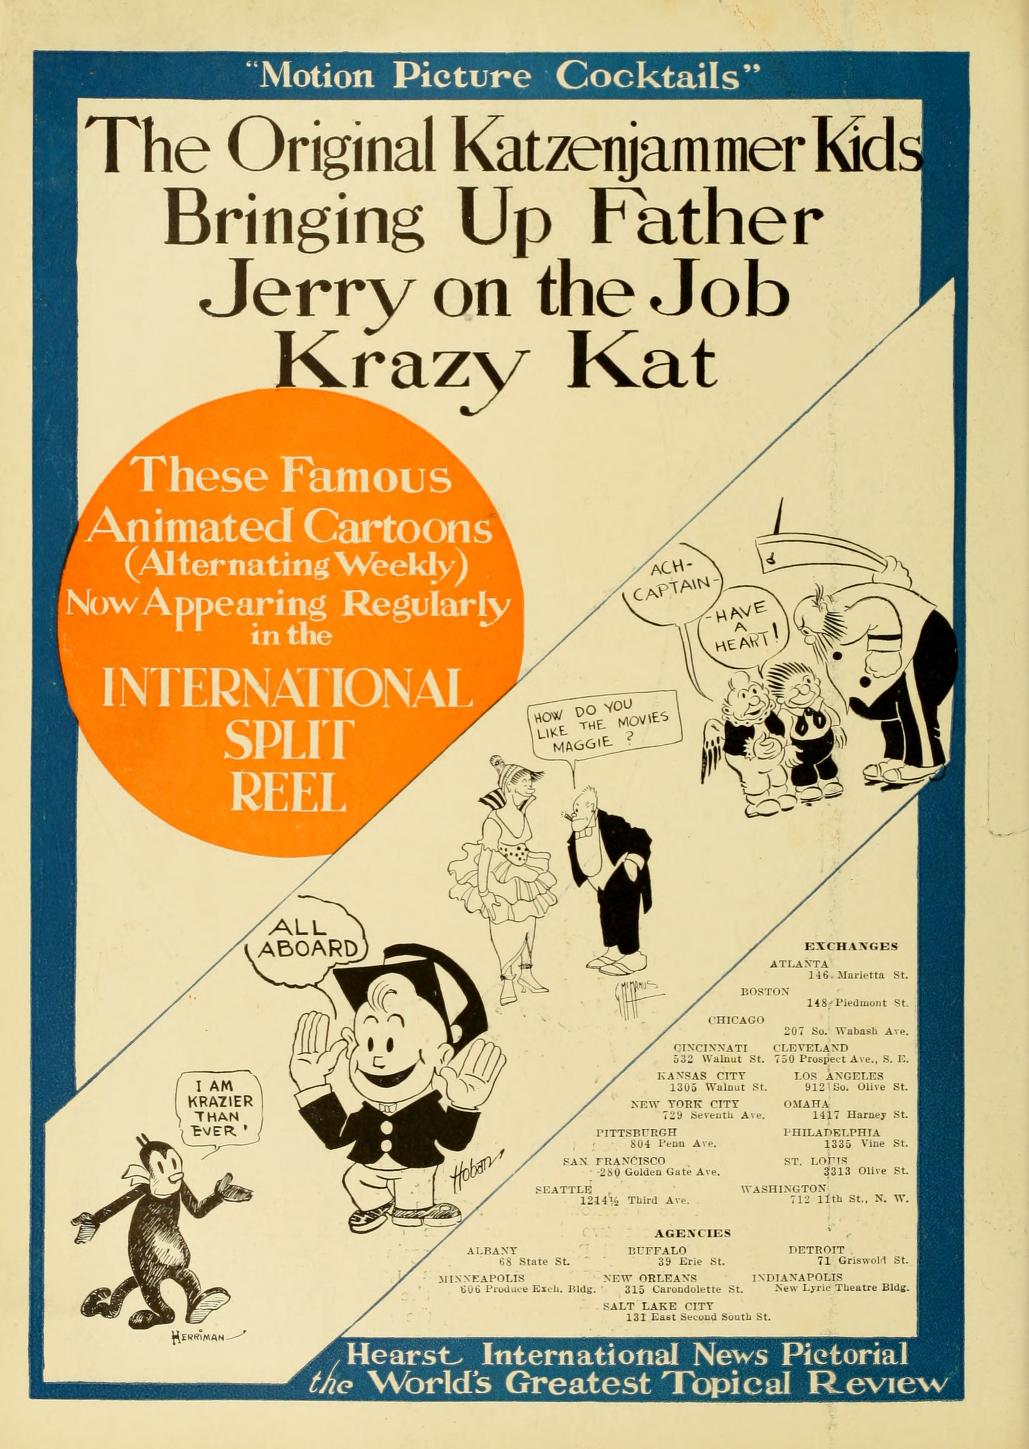 "Motion Picture Cocktails"
The Original Katzenjammer Kids
Bringing Up Father
Jerry on the Job
Krazy Kat
These Famous
Animated Cartoons
(Alternating Weekly)
Now Appearing Regularly
in the
INTERNATIONAL
SPLIT
REEL
ACH-
CAPTAIN-
-HAVE
A
HEART!
HOW DO YOU
LIKE THE MOVIES
MAGGIE ?
G McMANUS
ALL
ABOARD
Hoban
I AM
KRAZIER
THAN
EVER'
HERRIMAN
EXCHANGES
ATLANTA
146 Marietta St.
BOSTON
148 Piedmont St.
CHICAGO
207 So. Wabash Ave.
CINCINNATI CLEVELAND
532 Walnut St. 750 Prospect Ave., S. E.
KANSAS CITY LOS ANGELES
1305 Walnut St. 912 So. Olive St.
NEW YORK CITY OMAHA
729 Seventh Ave. 1417 Harney St.
PITTSBURGH PHILADELPHIA
804 Penn Ave. 1335 Vine St.
SAN FRANCISCO ST. LOUIS
280 Golden Gate Ave. 3313 Olive St.
SEATTLE WASHINGTON
1214½ Third Ave. 712 11th St., N. W.
AGENCIES
ALBANY BUFFALO DETROIT
68 State St. 39 Erie St. 71 Griswold St.
MINNEAPOLIS NEW ORLEANS INDIANAPOLIS
606 Produce Exch. Bldg. 315 Carondolette St. New Lyric Theatre Bldg.
SALT LAKE CITY
131 East Second South St.
Hearst International News Pictorial
the World's Greatest Topical Review